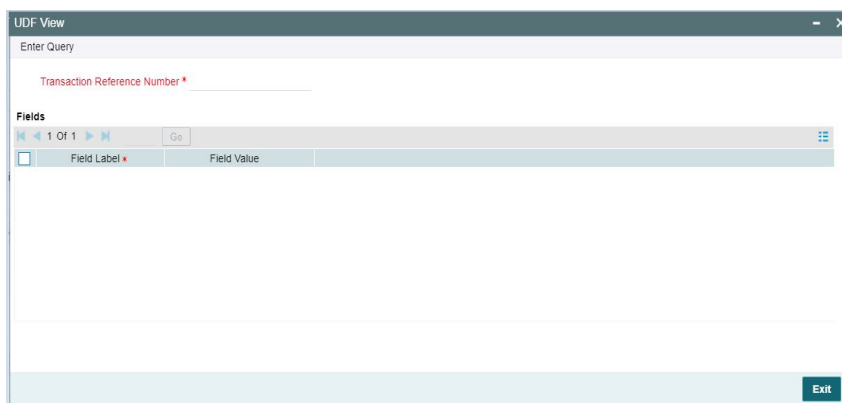 UDF View
Enter Query
Transaction Reference Number *
Fields
1 Of 1 Go
Field Label * Field Value
Exit